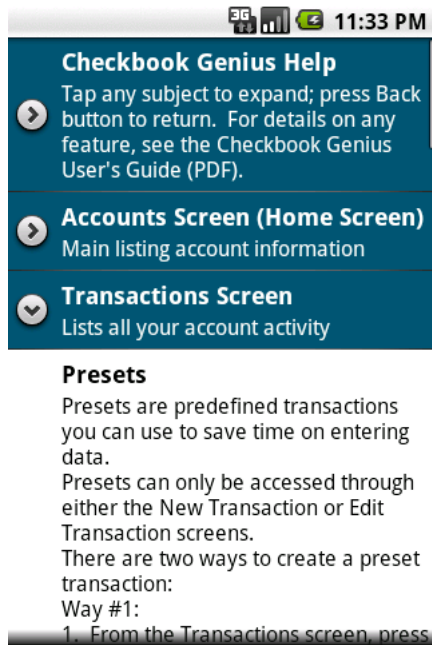 3G 11:33 PM
Checkbook Genius Help
Tap any subject to expand; press Back
button to return.  For details on any
feature, see the Checkbook Genius
User's Guide (PDF).
Accounts Screen (Home Screen)
Main listing account information
Transactions Screen
Lists all your account activity
Presets
Presets are predefined transactions
you can use to save time on entering
data.
Presets can only be accessed through
either the New Transaction or Edit
Transaction screens.
There are two ways to create a preset
transaction:
Way #1:
1.  From the Transactions screen, press